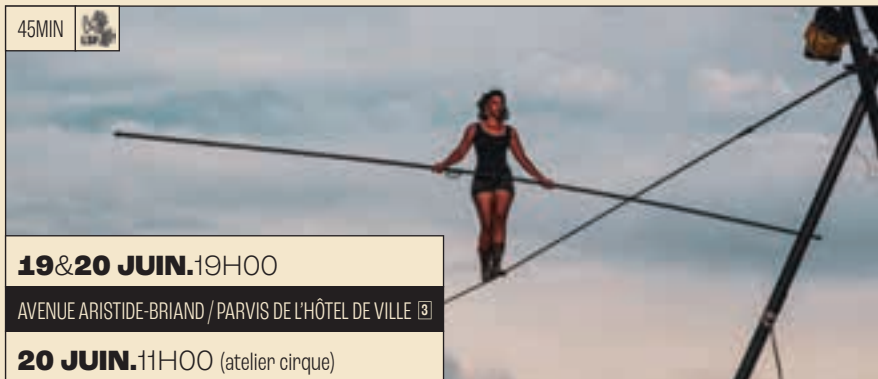 45MIN
19&20 JUIN.19H00
AVENUE ARISTIDE-BRIAND / PARVIS DE L'HÔTEL DE VILLE 3
20 JUIN.11H00 (atelier cirque)